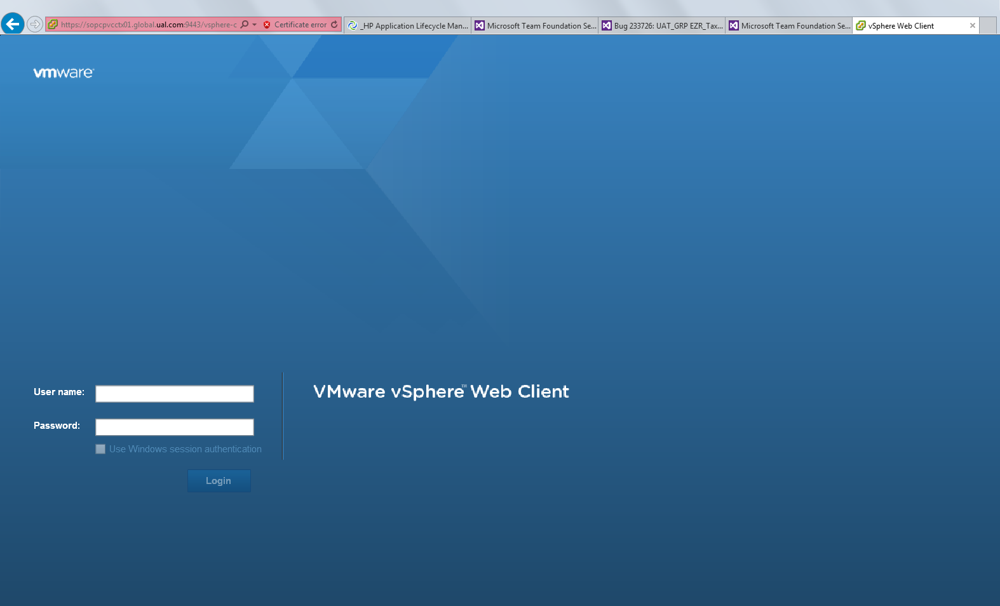 https://sopcpvcctx01.global.ual.com:9443/vsphere-c
Certificate error
_HP Application Lifecycle Man...
Microsoft Team Foundation Se...
Bug 233726: UAT_GRP EZR_Tax...
Microsoft Team Foundation Se...
vSphere Web Client
vmware
User name:
VMware vSphere™ Web Client
Password:
Use Windows session authentication
Login